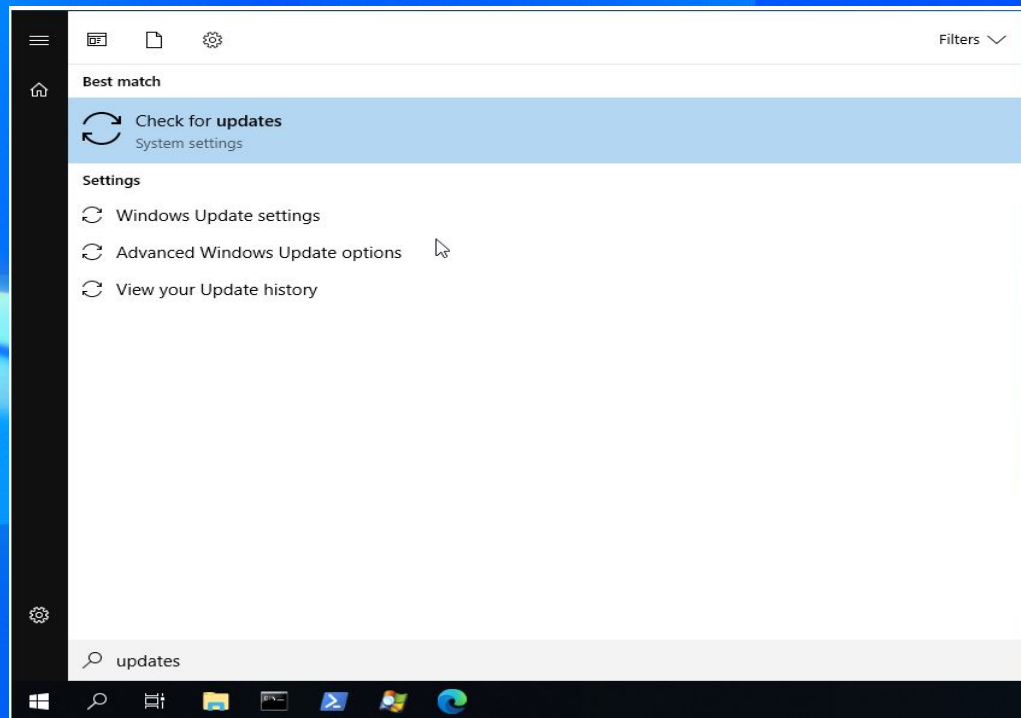 Filters
Best match
Check for updates
System settings
Settings
Windows Update settings
Advanced Windows Update options
View your Update history
updates